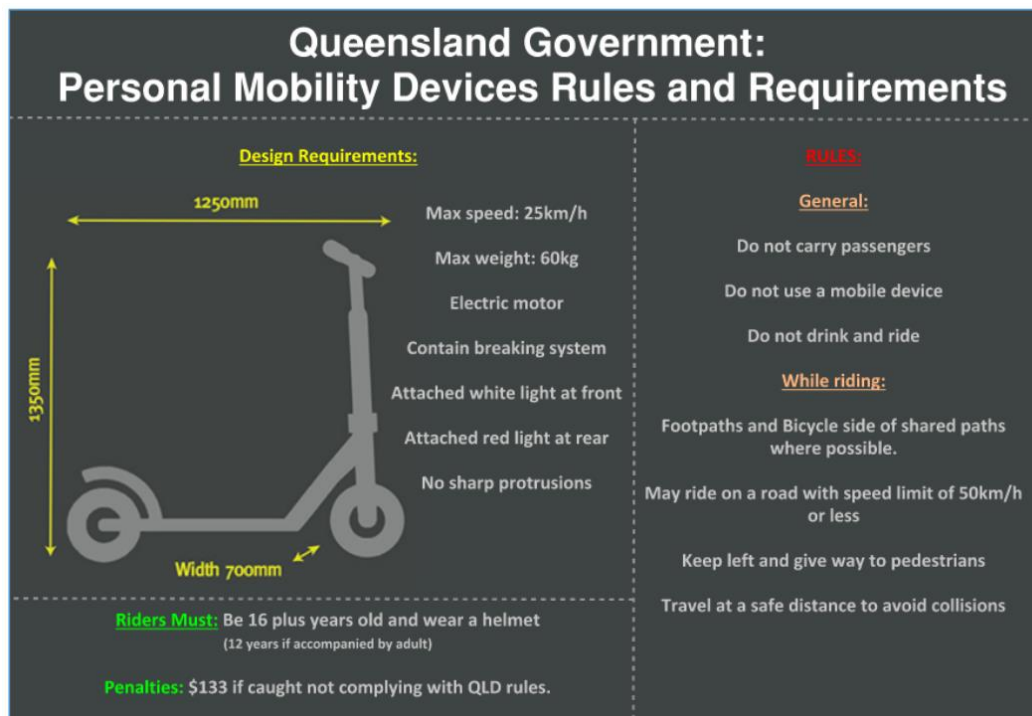 Queensland Government:
Personal Mobility Devices Rules and Requirements
Design Requirements:
1250mm
1350mm
Width 700mm
Max speed: 25km/h
Max weight: 60kg
Electric motor
Contain breaking system
Attached white light at front
Attached red light at rear
No sharp protrusions
Riders Must: Be 16 plus years old and wear a helmet
(12 years if accompanied by adult)
Penalties: $133 if caught not complying with QLD rules.
RULES:
General:
Do not carry passengers
Do not use a mobile device
Do not drink and ride
While riding:
Footpaths and Bicycle side of shared paths
where possible.
May ride on a road with speed limit of 50km/h
or less
Keep left and give way to pedestrians
Travel at a safe distance to avoid collisions